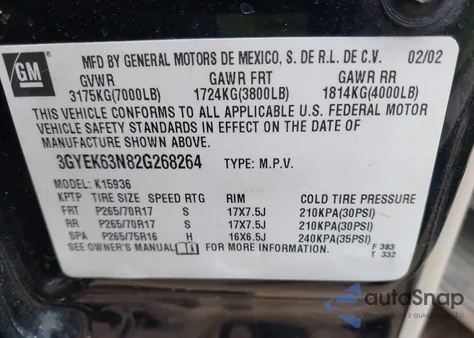 GM
MFD BY GENERAL MOTORS DE MEXICO, S. DE R.L. DE C.V. 02/02
GVWR GAWR FRT GAWR RR
3175KG(7000LB) 1724KG(3800LB) 1814KG(4000LB)
THIS VEHICLE CONFORMS TO ALL APPLICABLE U.S. FEDERAL MOTOR
VEHICLE SAFETY STANDARDS IN EFFECT ON THE DATE OF
MANUFACTURE SHOWN ABOVE.
3GYEK63N82G268264 TYPE: M.P.V.
MODEL: K15936
KPTP TIRE SIZE SPEED RTG RIM COLD TIRE PRESSURE
FRT P265/70R17 S 17X7.5J 210KPA(30PSI)
RR P265/70R17 S 17X7.5J 210KPA(30PSI)
SPA P265/75R16 H 16X6.5J 240KPA(35PSI)
SEE OWNER'S MANUAL FOR MORE INFORMATION
F 383
T 332
autoSnap